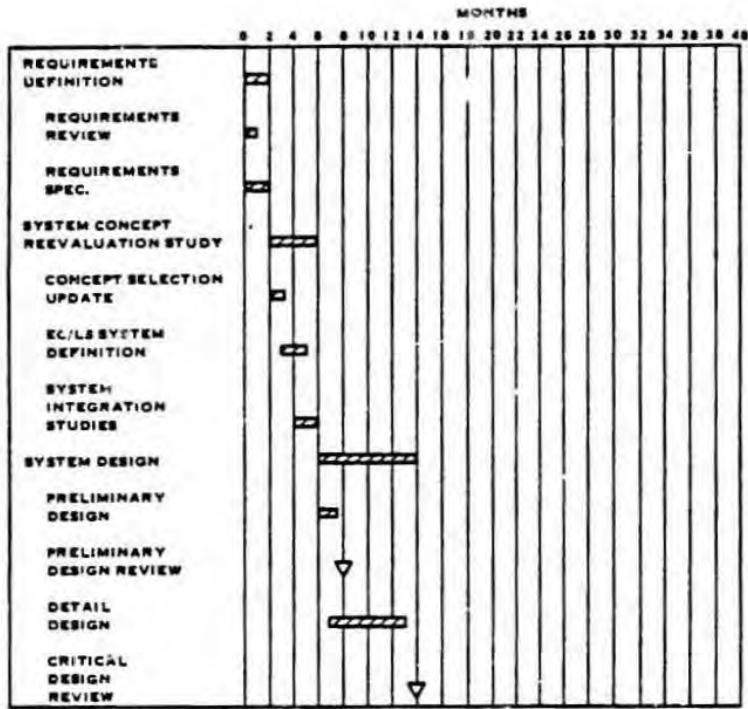 MONTHS
0 2 4 6 8 10 12 14 16 18 20 22 24 26 28 30 32 34 36 38 40
REQUIREMENTS
DEFINITION
REQUIREMENTS
REVIEW
REQUIREMENTS
SPEC.
SYSTEM CONCEPT
REEVALUATION STUDY
CONCEPT SELECTION
UPDATE
EC/LS SYSTEM
DEFINITION
SYSTEM
INTEGRATION
STUDIES
SYSTEM DESIGN
PRELIMINARY
DESIGN
PRELIMINARY
DESIGN REVIEW
DETAIL
DESIGN
CRITICAL
DESIGN
REVIEW